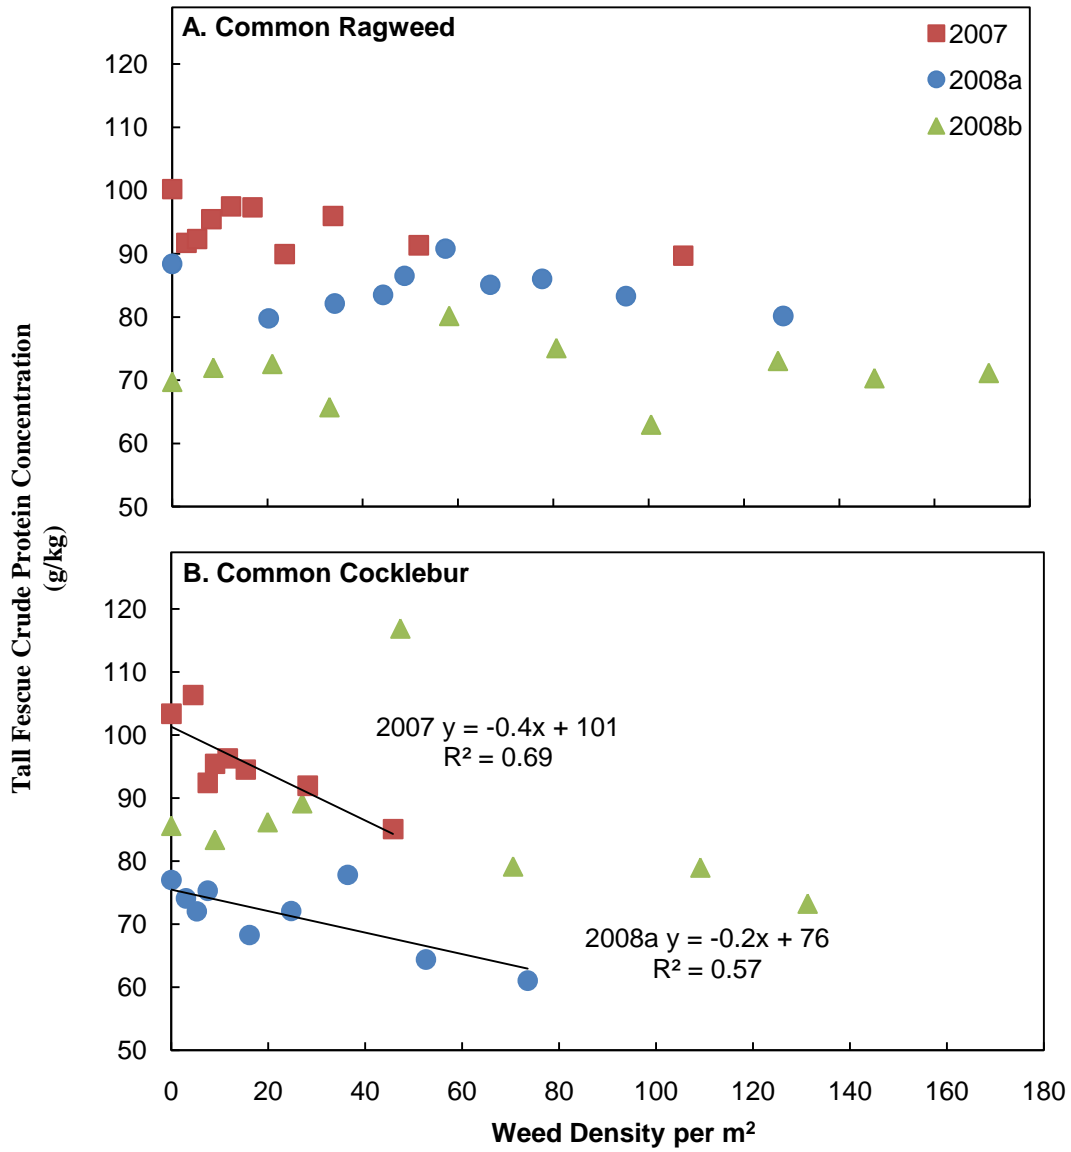 A. Common Ragweed
2007
2008a
2008b
120
110
100
90
80
70
60
50
Tall Fescue Crude Protein Concentration
(g/kg)
B. Common Cocklebur
120
110
100
90
80
70
60
50
2007 y = -0.4x + 101
R² = 0.69
2008a y = -0.2x + 76
R² = 0.57
0 20 40 60 80 100 120 140 160 180
Weed Density per m²